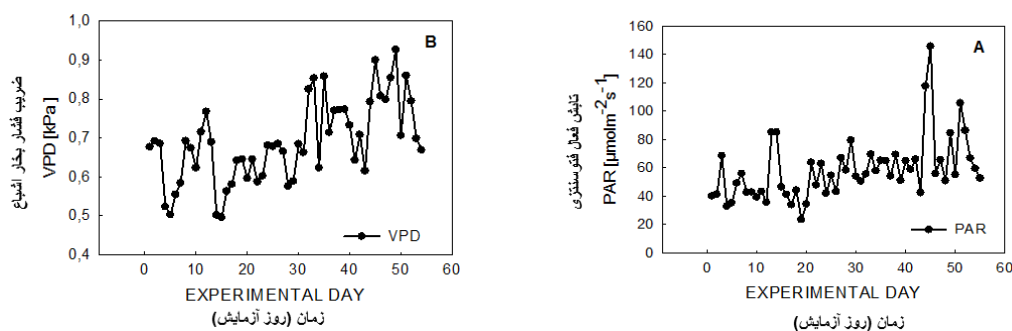 B
ضریب فشار بخار اشباع
VPD [kPa]
1,0
0,9
0,8
0,7
0,6
0,5
0,4
VPD
0 10 20 30 40 50 60
EXPERIMENTAL DAY
زمان (روز آزمایش)
A
تابش فعال فتوسنتزی
PAR [µmolm⁻²s⁻¹]
160
140
120
100
80
60
40
20
0
PAR
0 10 20 30 40 50 60
EXPERIMENTAL DAY
زمان (روز آزمایش)